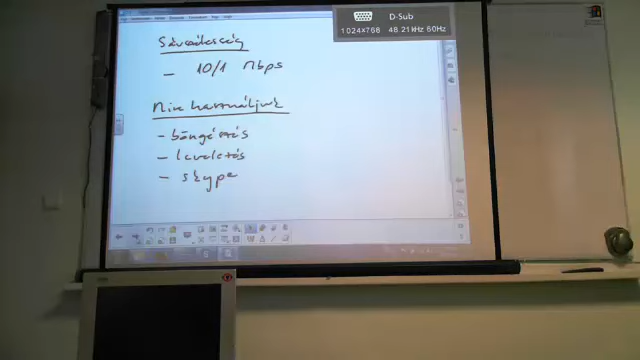 D-Sub
1024x768 48.21kHz 60Hz
Sávszélesség
– 10/1 Mbps
Mire használjuk
– böngészés
– levelezés
– skype